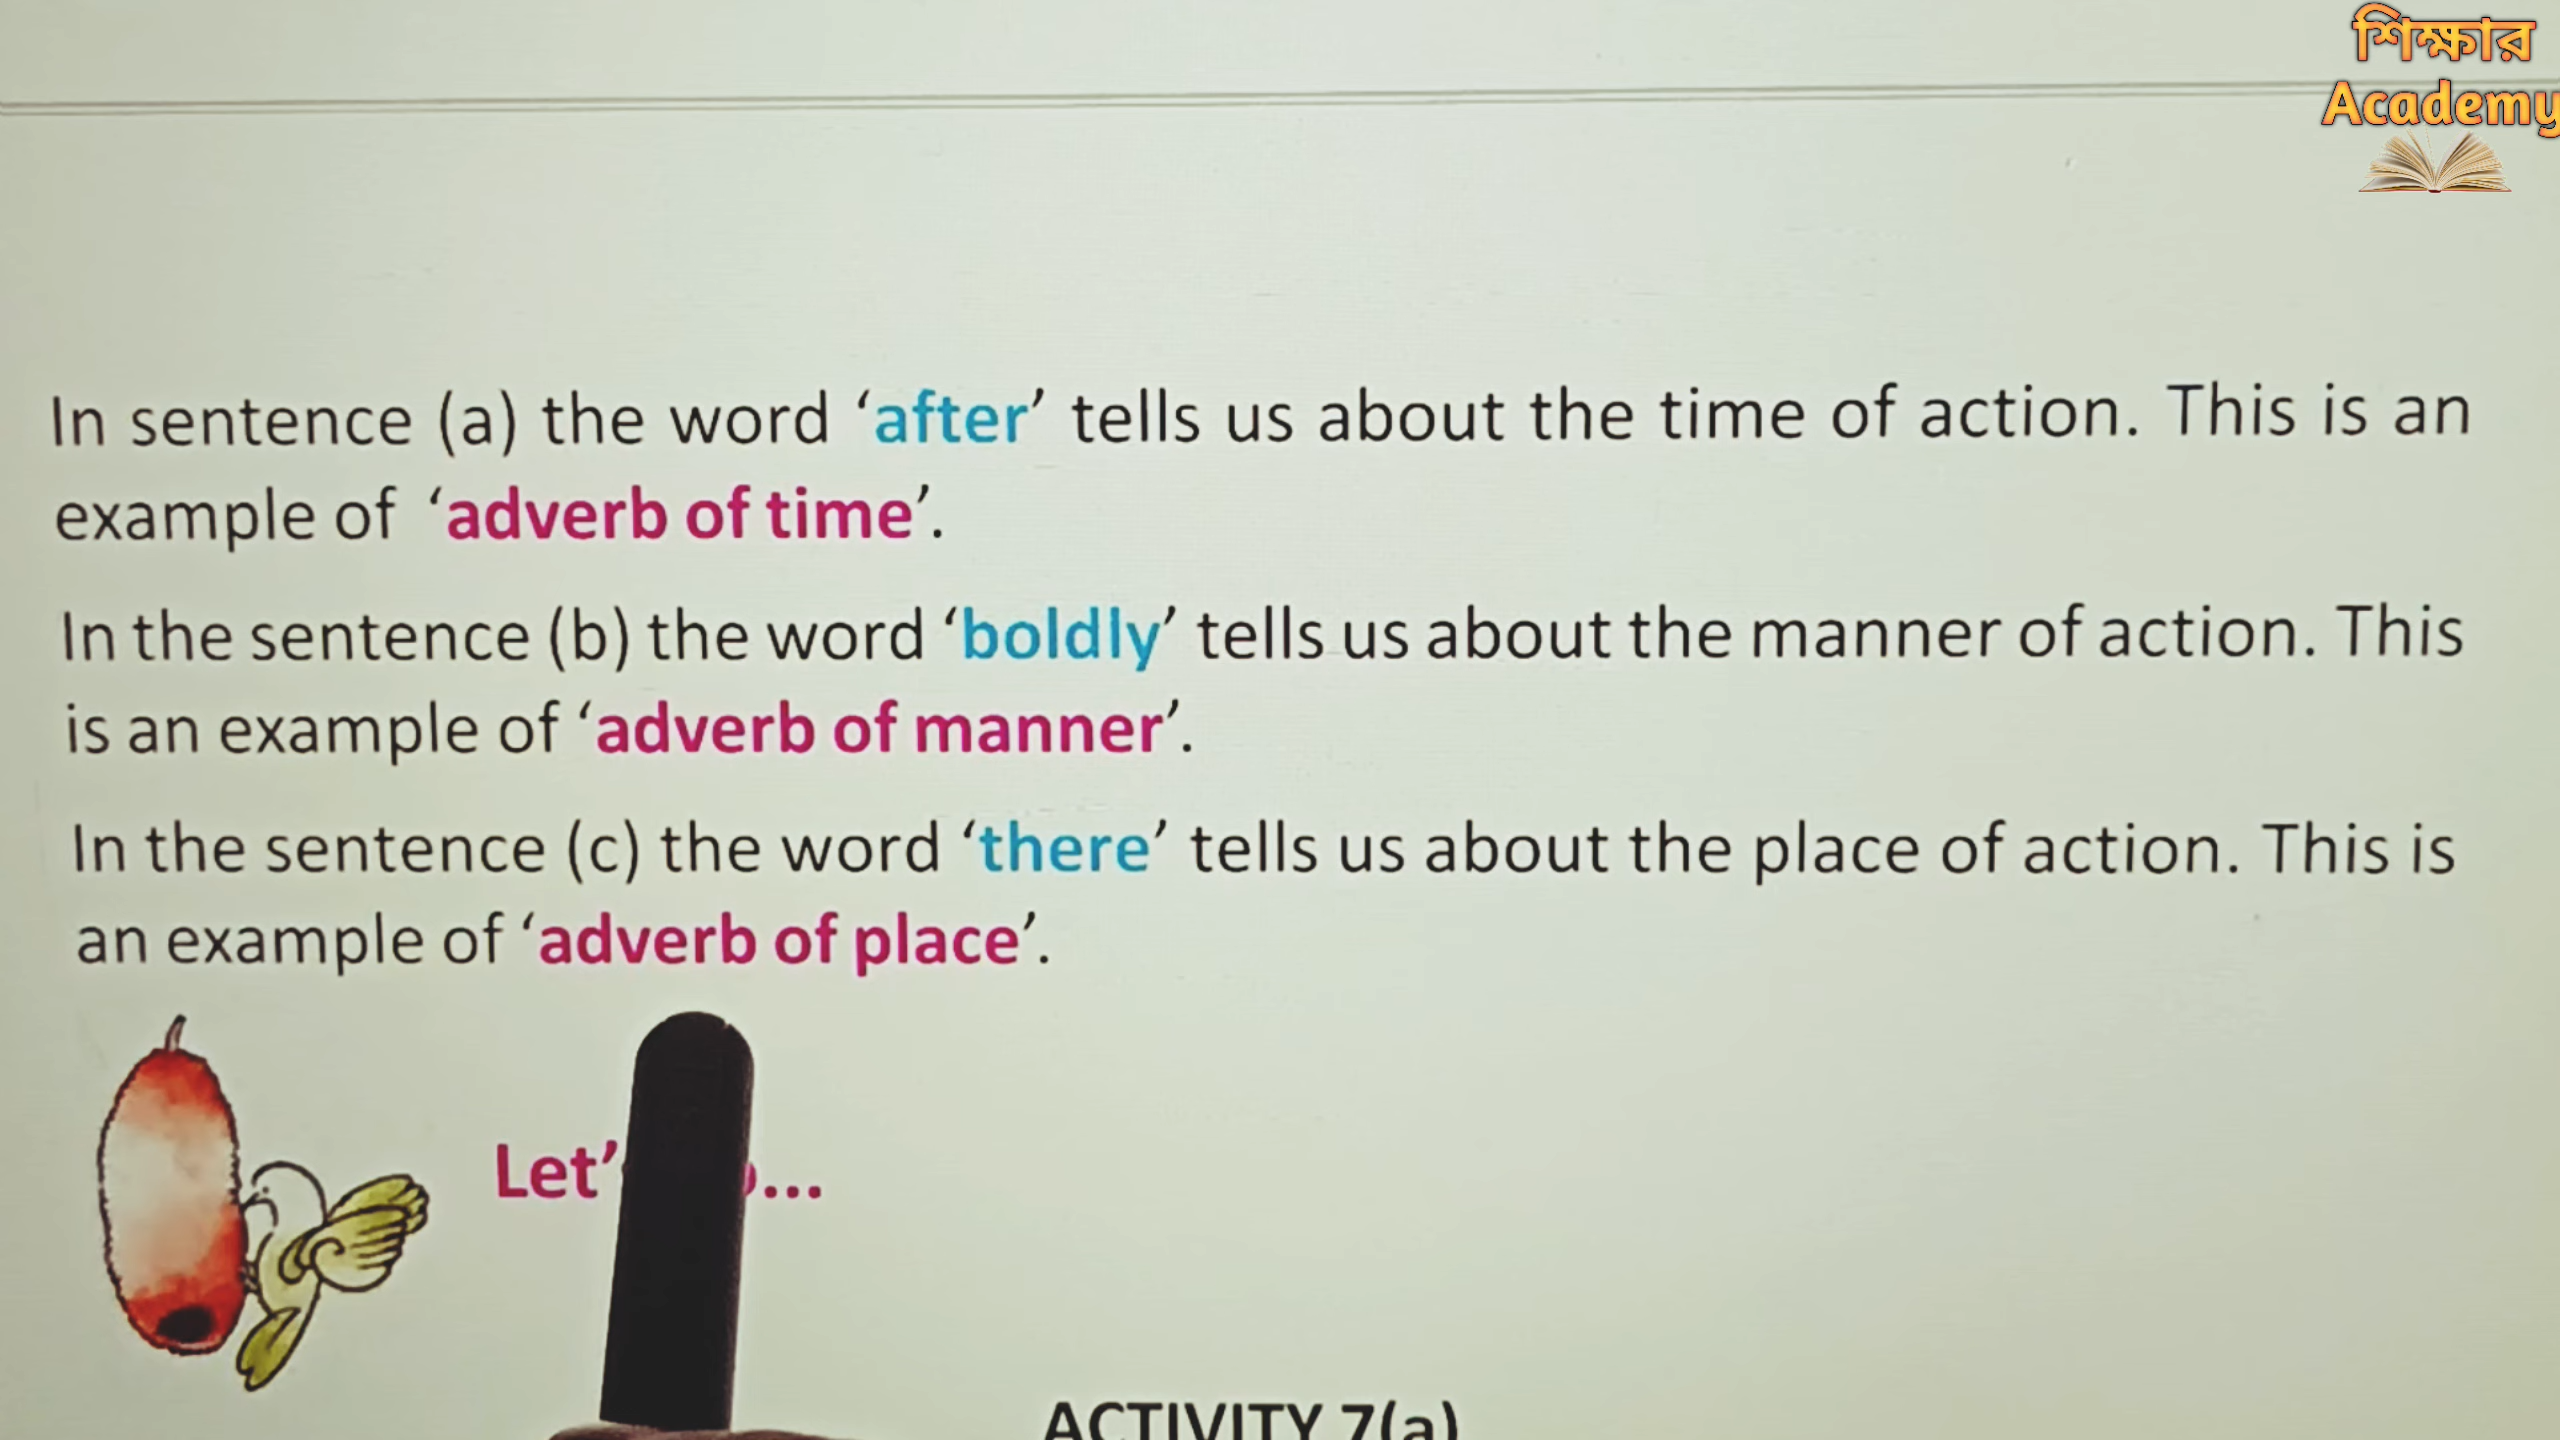 শিক্ষার
Academy
In sentence (a) the word ‘after’ tells us about the time of action. This is an
example of ‘adverb of time’.
In the sentence (b) the word ‘boldly’ tells us about the manner of action. This
is an example of ‘adverb of manner’.
In the sentence (c) the word ‘there’ tells us about the place of action. This is
an example of ‘adverb of place’.
Let’ ...
ACTIVITY 7(a)